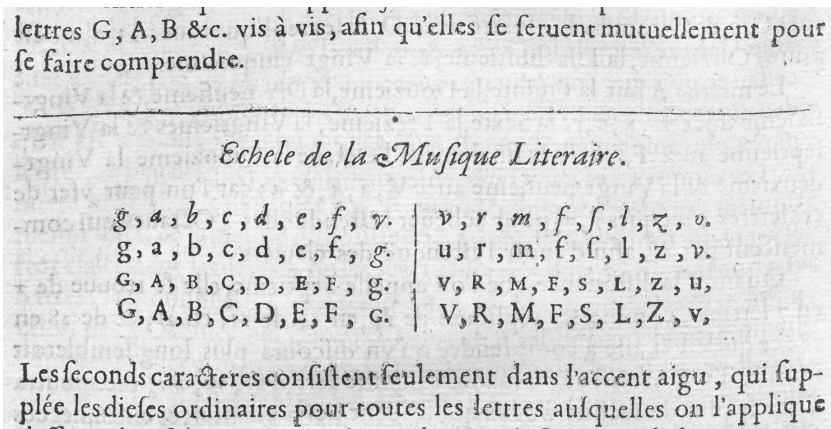 lettres G, A, B &c. vis à vis, afin qu'elles ſe ſeruent mutuellement pour
ſe faire comprendre.
Echele de la Muſique Literaire.
g, a, b, c, d, e, f, v. | v, r, m, f, ſ, l, z, v.
g, a, b, c, d e, f, g. | u, r, m, f, ſ, l, z, v.
G, A, B, C, D, E, F, g. | V, R, M, F, S, L, Z, u,
G, A, B, C, D, E, F, G. | V, R, M, F, S, L, Z, v,
Les ſeconds caracteres conſiſtent ſeulement dans l'accent aigu, qui ſup-
plée les dieſes ordinaires pour toutes les lettres auſquelles on l'applique